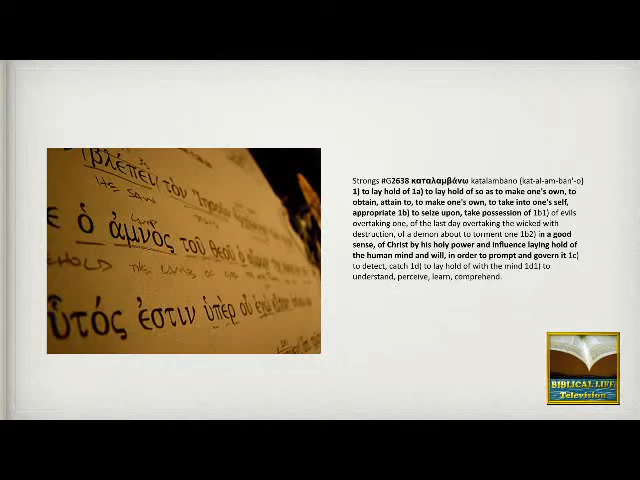 βλέπει τὸν Ἰησοῦν
HE SAW
ὁ ἀμνὸς τοῦ θεοῦ ὁ
LAMB
HOLD THE LAMB OF GOD
οὗτός ἐστιν ὑπὲρ οὗ ἐγὼ
Strongs #G2638 καταλαμβάνω katalambano {kat-al-am-ban'-o}
1) to lay hold of 1a) to lay hold of so as to make one's own, to
obtain, attain to, to make one's own, to take into one's self,
appropriate 1b) to seize upon, take possession of 1b1) of evils
overtaking one, of the last day overtaking the wicked with
destruction, of a demon about to torment one 1b2) in a good
sense, of Christ by his holy power and influence laying hold of
the human mind and will, in order to prompt and govern it 1c)
to detect, catch 1d) to lay hold of with the mind 1d1) to
understand, perceive, learn, comprehend.
BIBLICAL LIFE
Television